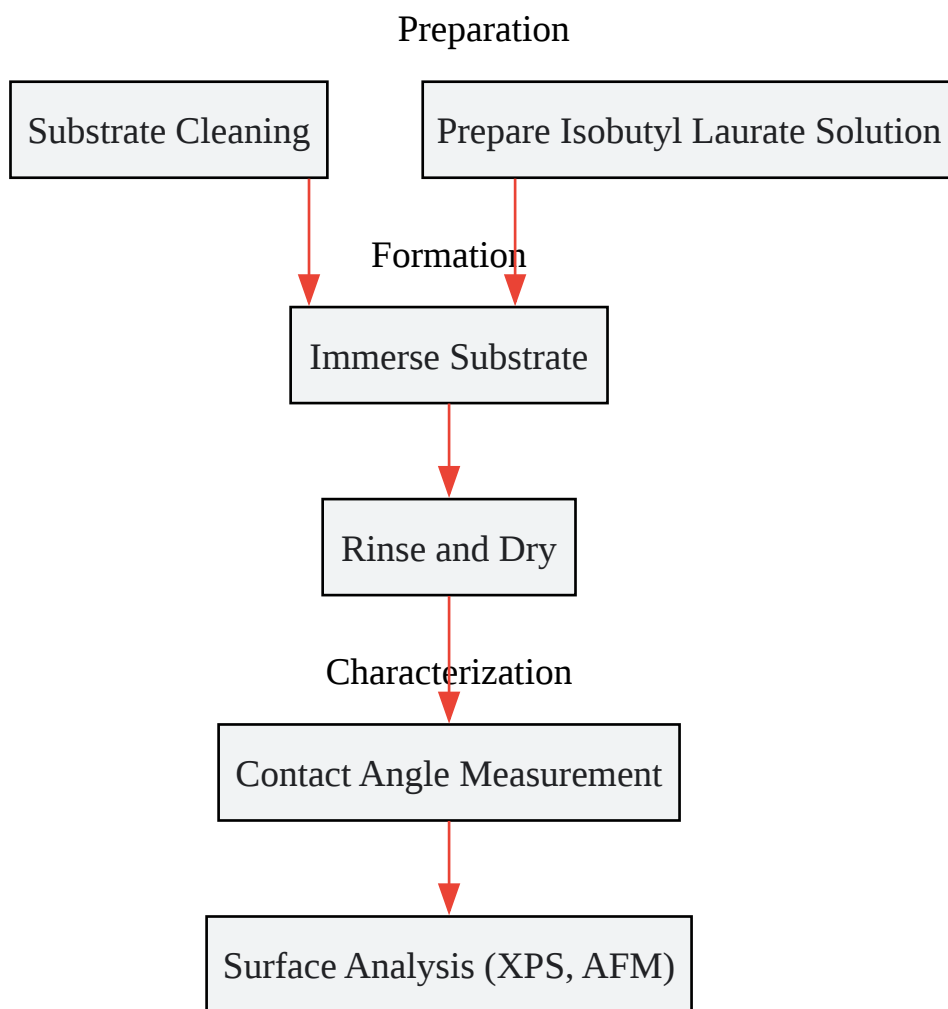 Preparation
Substrate Cleaning
Prepare Isobutyl Laurate Solution
Formation
Immerse Substrate
Rinse and Dry
Characterization
Contact Angle Measurement
Surface Analysis (XPS, AFM)